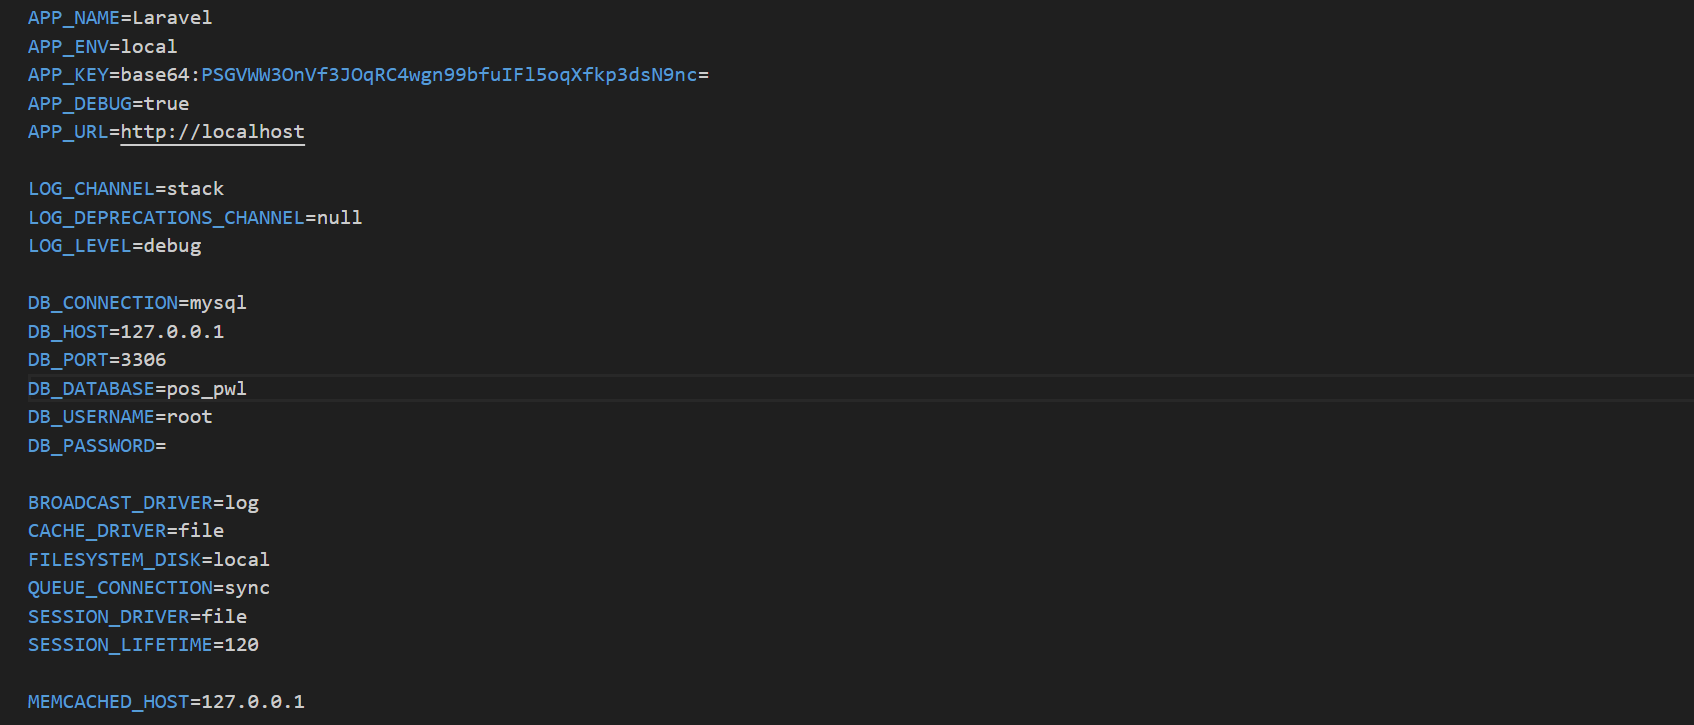 APP_NAME=Laravel
APP_ENV=local
APP_KEY=base64:PSGVWW3OnVf3JOqRC4wgn99bfuIFl5oqXfkp3dsN9nc=
APP_DEBUG=true
APP_URL=http://localhost
LOG_CHANNEL=stack
LOG_DEPRECATIONS_CHANNEL=null
LOG_LEVEL=debug
DB_CONNECTION=mysql
DB_HOST=127.0.0.1
DB_PORT=3306
DB_DATABASE=pos_pwl
DB_USERNAME=root
DB_PASSWORD=
BROADCAST_DRIVER=log
CACHE_DRIVER=file
FILESYSTEM_DISK=local
QUEUE_CONNECTION=sync
SESSION_DRIVER=file
SESSION_LIFETIME=120
MEMCACHED_HOST=127.0.0.1